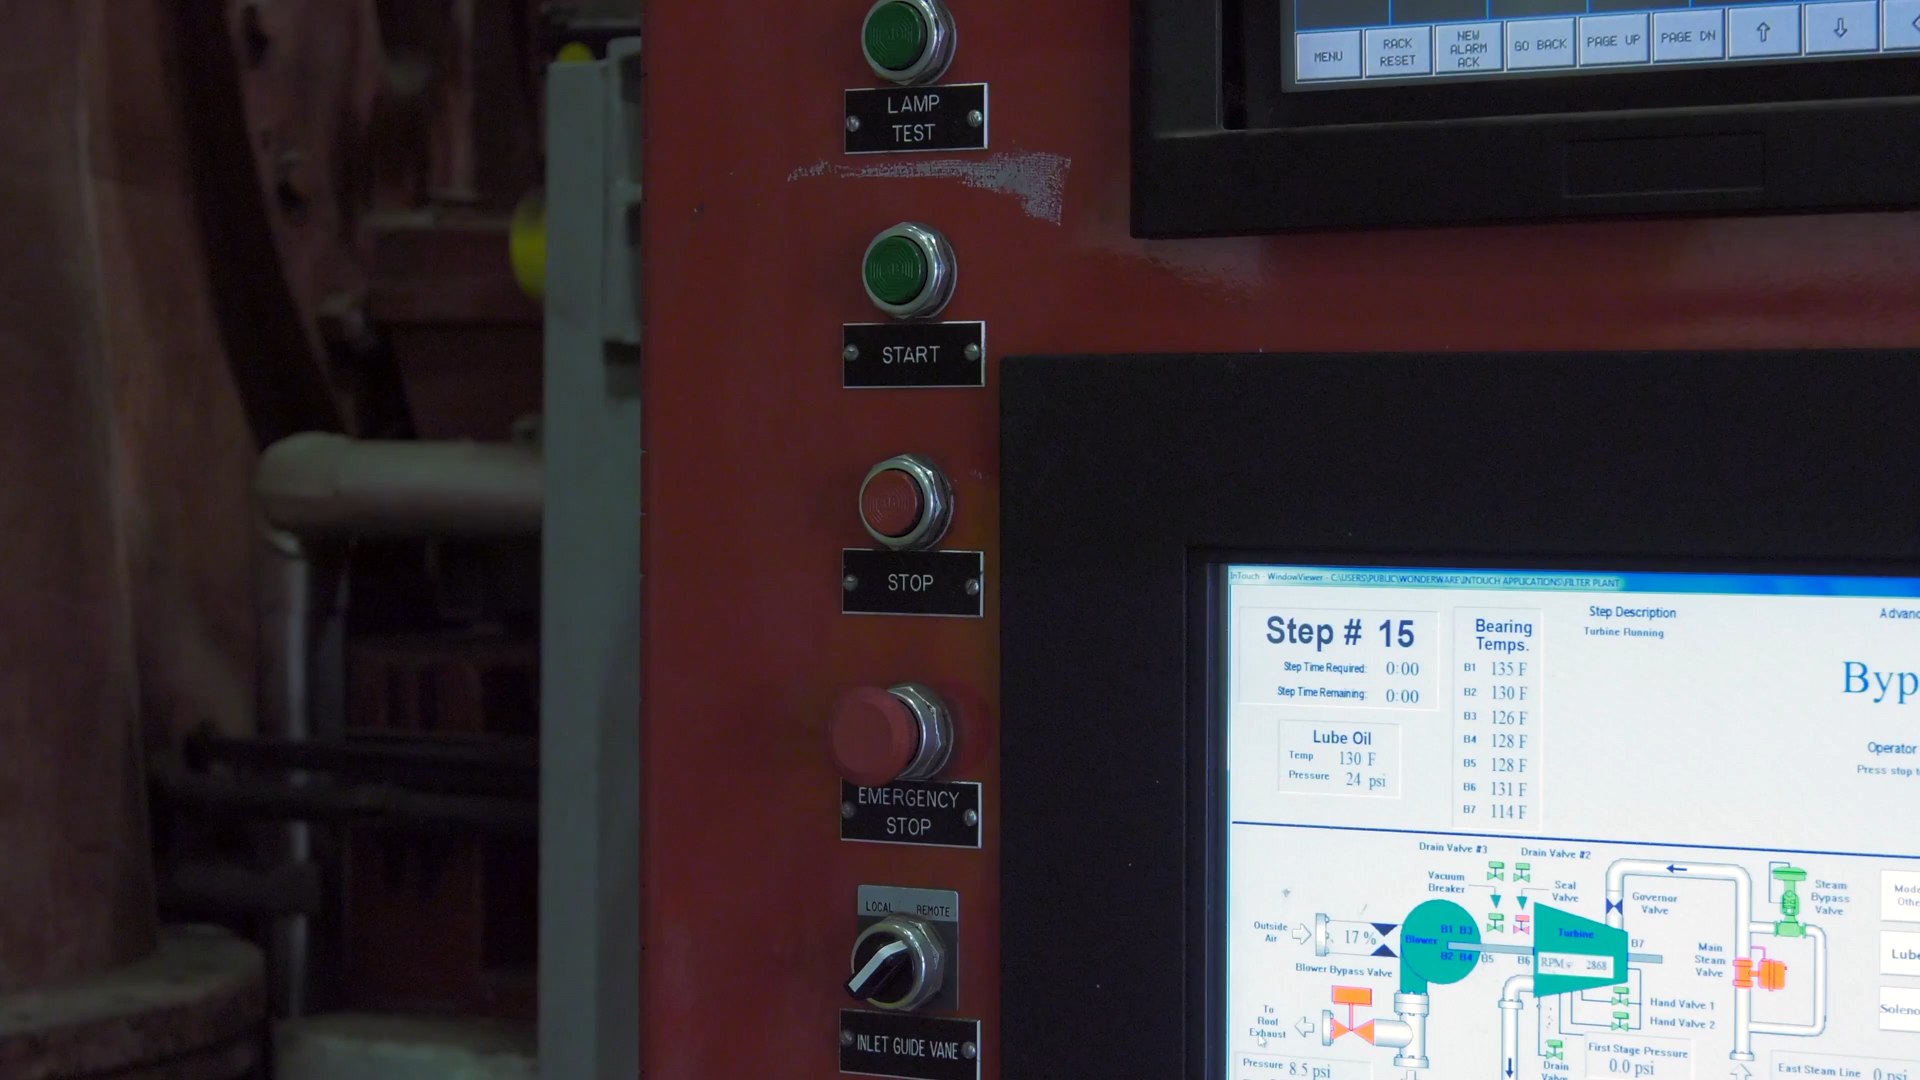 MENU
RACK
RESET
NEW
ALARM
ACK
GO BACK
PAGE UP
PAGE DN
LAMP
TEST
START
STOP
EMERGENCY
STOP
LOCAL REMOTE
INLET GUIDE VANE
InTouch - WindowViewer - C:\USERS\PUBLIC\WONDERWARE\INTOUCH APPLICATIONS\FILTER PLANT
Step # 15
Step Time Required: 0:00
Step Time Remaining: 0:00
Lube Oil
Temp 130 F
Pressure 24 psi
Bearing
Temps.
B1 135 F
B2 130 F
B3 126 F
B4 128 F
B5 128 F
B6 131 F
B7 114 F
Step Description
Turbine Running
Advanc
Byp
Operator
Press stop t
Drain Valve #3
Drain Valve #2
Vacuum
Breaker
Seal
Valve
Governor
Valve
Steam
Bypass
Valve
Outside
Air
17 %
Blower
B1 B3
B2 B4
B5
B6
Turbine
RPM = 2868
B7
Blower Bypass Valve
Main
Steam
Valve
To
Roof
Exhaust
Hand Valve 1
Hand Valve 2
Drain
Valve
First Stage Pressure
0.0 psi
Pressure 8.5 psi
East Steam Line 0 psi
Mode
Othe
Lube
Soleno